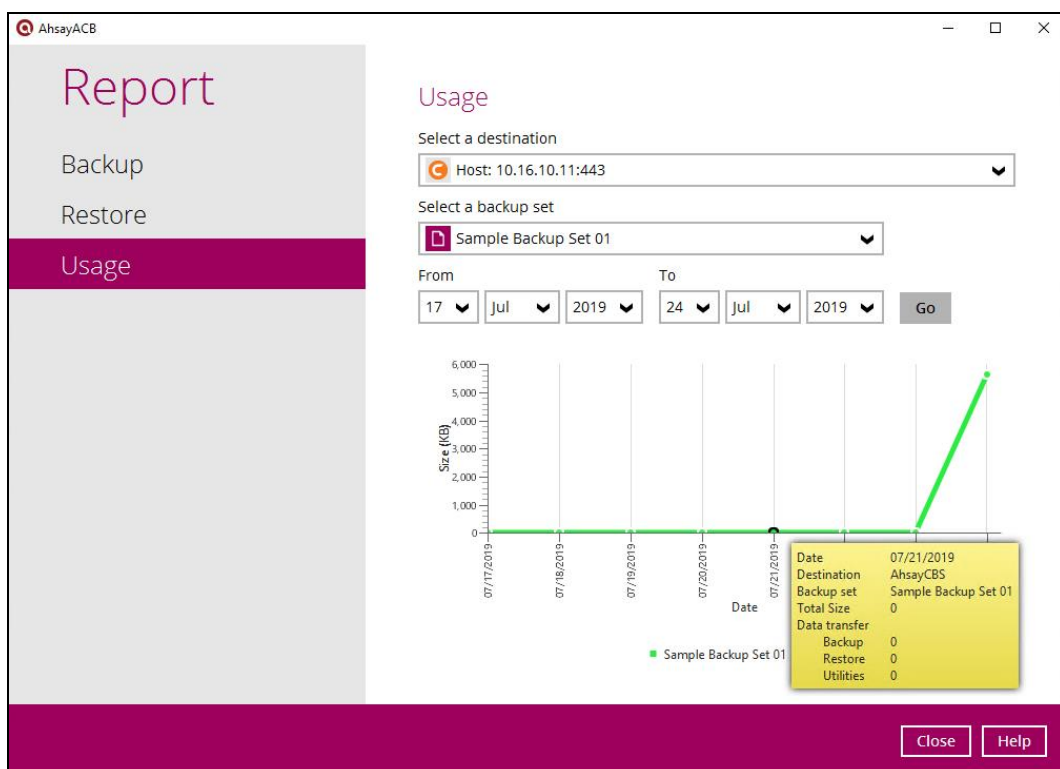 AhsayACB
Report
Backup
Restore
Usage
Usage
Select a destination
Host: 10.16.10.11:443
Select a backup set
Sample Backup Set 01
From To
17 Jul 2019 24 Jul 2019 Go
6,000
5,000
4,000
3,000
2,000
1,000
0
Size (KB)
07/17/2019
07/18/2019
07/19/2019
07/20/2019
07/21/2019
Date
Sample Backup Set 01
Date 07/21/2019
Destination AhsayCBS
Backup set Sample Backup Set 01
Total Size 0
Data transfer
Backup 0
Restore 0
Utilities 0
Close Help